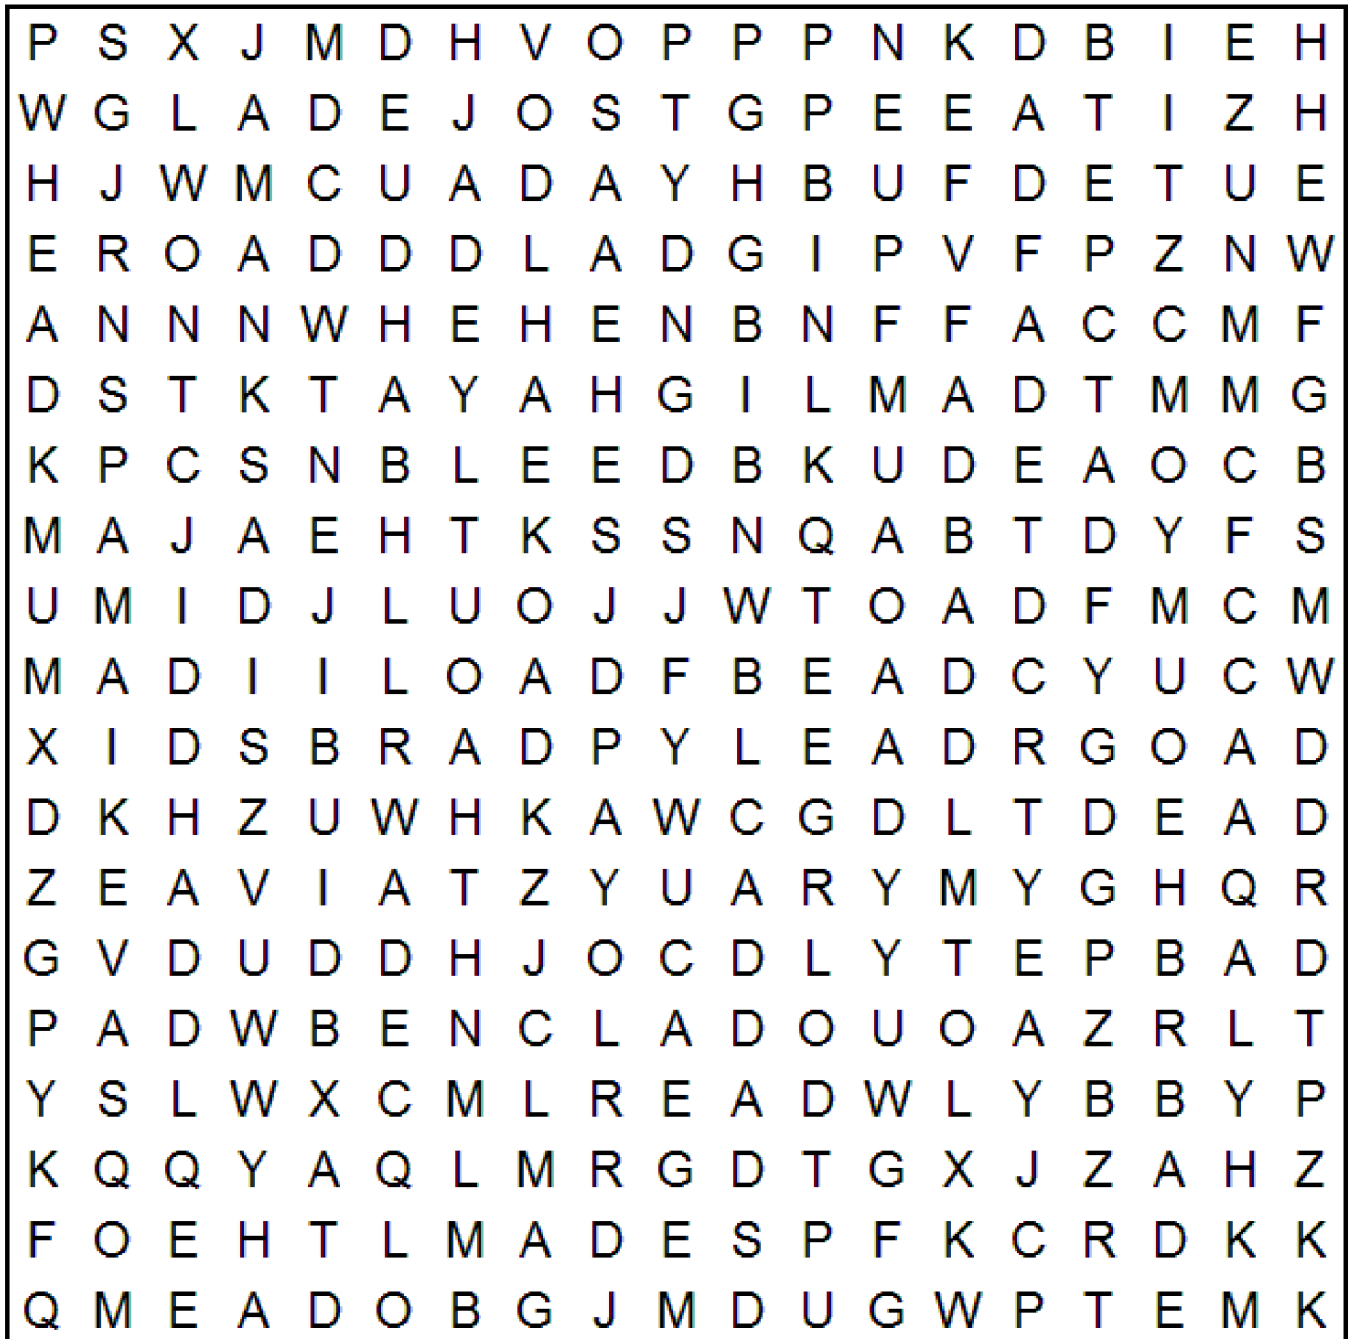 P S X J M D H V O P P P N K D B I E H
W G L A D E J O S T G P E E A T I Z H
H J W M C U A D A Y H B U F D E T U E
E R O A D D D L A D G I P V F P Z N W
A N N N W H E H E N B N F F A C C M F
D S T K T A Y A H G I L M A D T M M G
K P C S N B L E E D B K U D E A O C B
M A J A E H T K S S N Q A B T D Y F S
U M I D J L U O J J W T O A D F M C M
M A D I I L O A D F B E A D C Y U C W
X I D S B R A D P Y L E A D R G O A D
D K H Z U W H K A W C G D L T D E A D
Z E A V I A T Z Y U A R Y M Y G H Q R
G V D U D D H J O C D L Y T E P B A D
P A D W B E N C L A D O U O A Z R L T
Y S L W X C M L R E A D W L Y B B Y P
K Q Q Y A Q L M R G D T G X J Z A H Z
F O E H T L M A D E S P F K C R D K K
Q M E A D O B G J M D U G W P T E M K